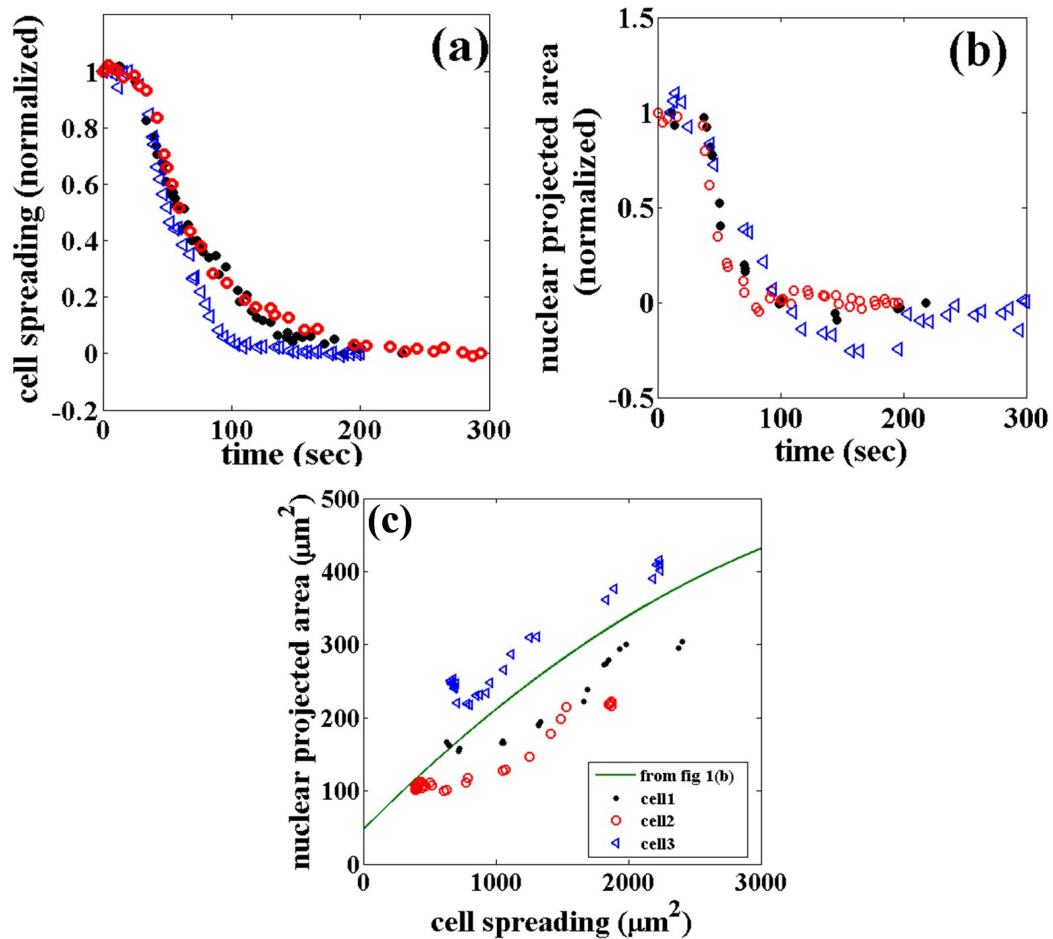 (a)
cell spreading (normalized)
1
0.8
0.6
0.4
0.2
0
-0.2
0 100 200 300
time (sec)
(b)
nuclear projected area
(normalized)
1.5
1
0.5
0
-0.5
0 100 200 300
time (sec)
(c)
nuclear projected area (μm²)
500
400
300
200
100
0
0 1000 2000 3000
cell spreading (μm²)
from fig 1(b)
cell1
cell2
cell3